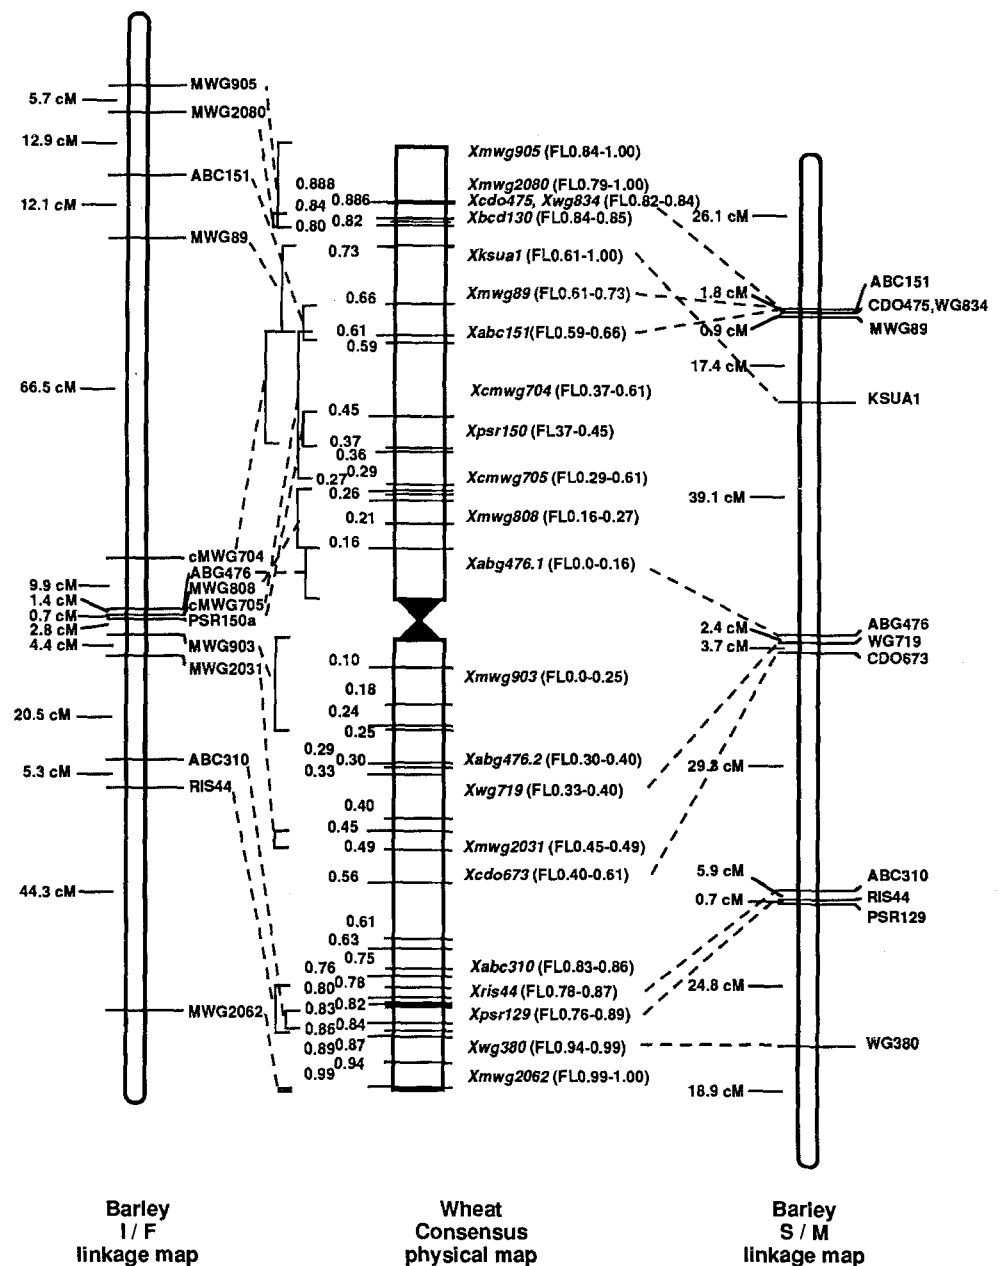 MWG905
5.7 cM
MWG2080
12.9 cM
ABC151
12.1 cM
MWG89
66.5 cM
cMWG704
ABG476
9.9 cM
MWG808
1.4 cM
cMWG705
0.7 cM
PSR150a
2.8 cM
4.4 cM
MWG903
MWG2031
20.5 cM
ABC310
5.3 cM
RIS44
44.3 cM
MWG2062
Barley
I / F
linkage map
0.888
0.84
0.886
0.80
0.82
0.73
0.66
0.61
0.59
0.45
0.37
0.36
0.29
0.27
0.26
0.21
0.16
0.10
0.18
0.24
0.25
0.29
0.30
0.33
0.40
0.45
0.49
0.56
0.61
0.63
0.75
0.76
0.78
0.80
0.82
0.83
0.84
0.86
0.87
0.89
0.94
0.99
Xmwg905 (FL0.84-1.00)
Xmwg2080 (FL0.79-1.00)
Xcdo475, Xwg834 (FL0.82-0.84)
Xbcd130 (FL0.84-0.85)
Xksua1 (FL0.61-1.00)
Xmwg89 (FL0.61-0.73)
Xabc151(FL0.59-0.66)
Xcmwg704 (FL0.37-0.61)
Xpsr150 (FL37-0.45)
Xcmwg705 (FL0.29-0.61)
Xmwg808 (FL0.16-0.27)
Xabg476.1 (FL0.0-0.16)
Xmwg903 (FL0.0-0.25)
Xabg476.2 (FL0.30-0.40)
Xwg719 (FL0.33-0.40)
Xmwg2031 (FL0.45-0.49)
Xcdo673 (FL0.40-0.61)
Xabc310 (FL0.83-0.86)
Xris44 (FL0.78-0.87)
Xpsr129 (FL0.76-0.89)
Xwg380 (FL0.94-0.99)
Xmwg2062 (FL0.99-1.00)
Wheat
Consensus
physical map
26.1 cM
ABC151
1.8 cM
CDO475,WG834
0.9 cM
MWG89
17.4 cM
KSUA1
39.1 cM
ABG476
2.4 cM
WG719
3.7 cM
CDO673
29.3 cM
5.9 cM
ABC310
0.7 cM
RIS44
PSR129
24.8 cM
WG380
18.9 cM
Barley
S / M
linkage map